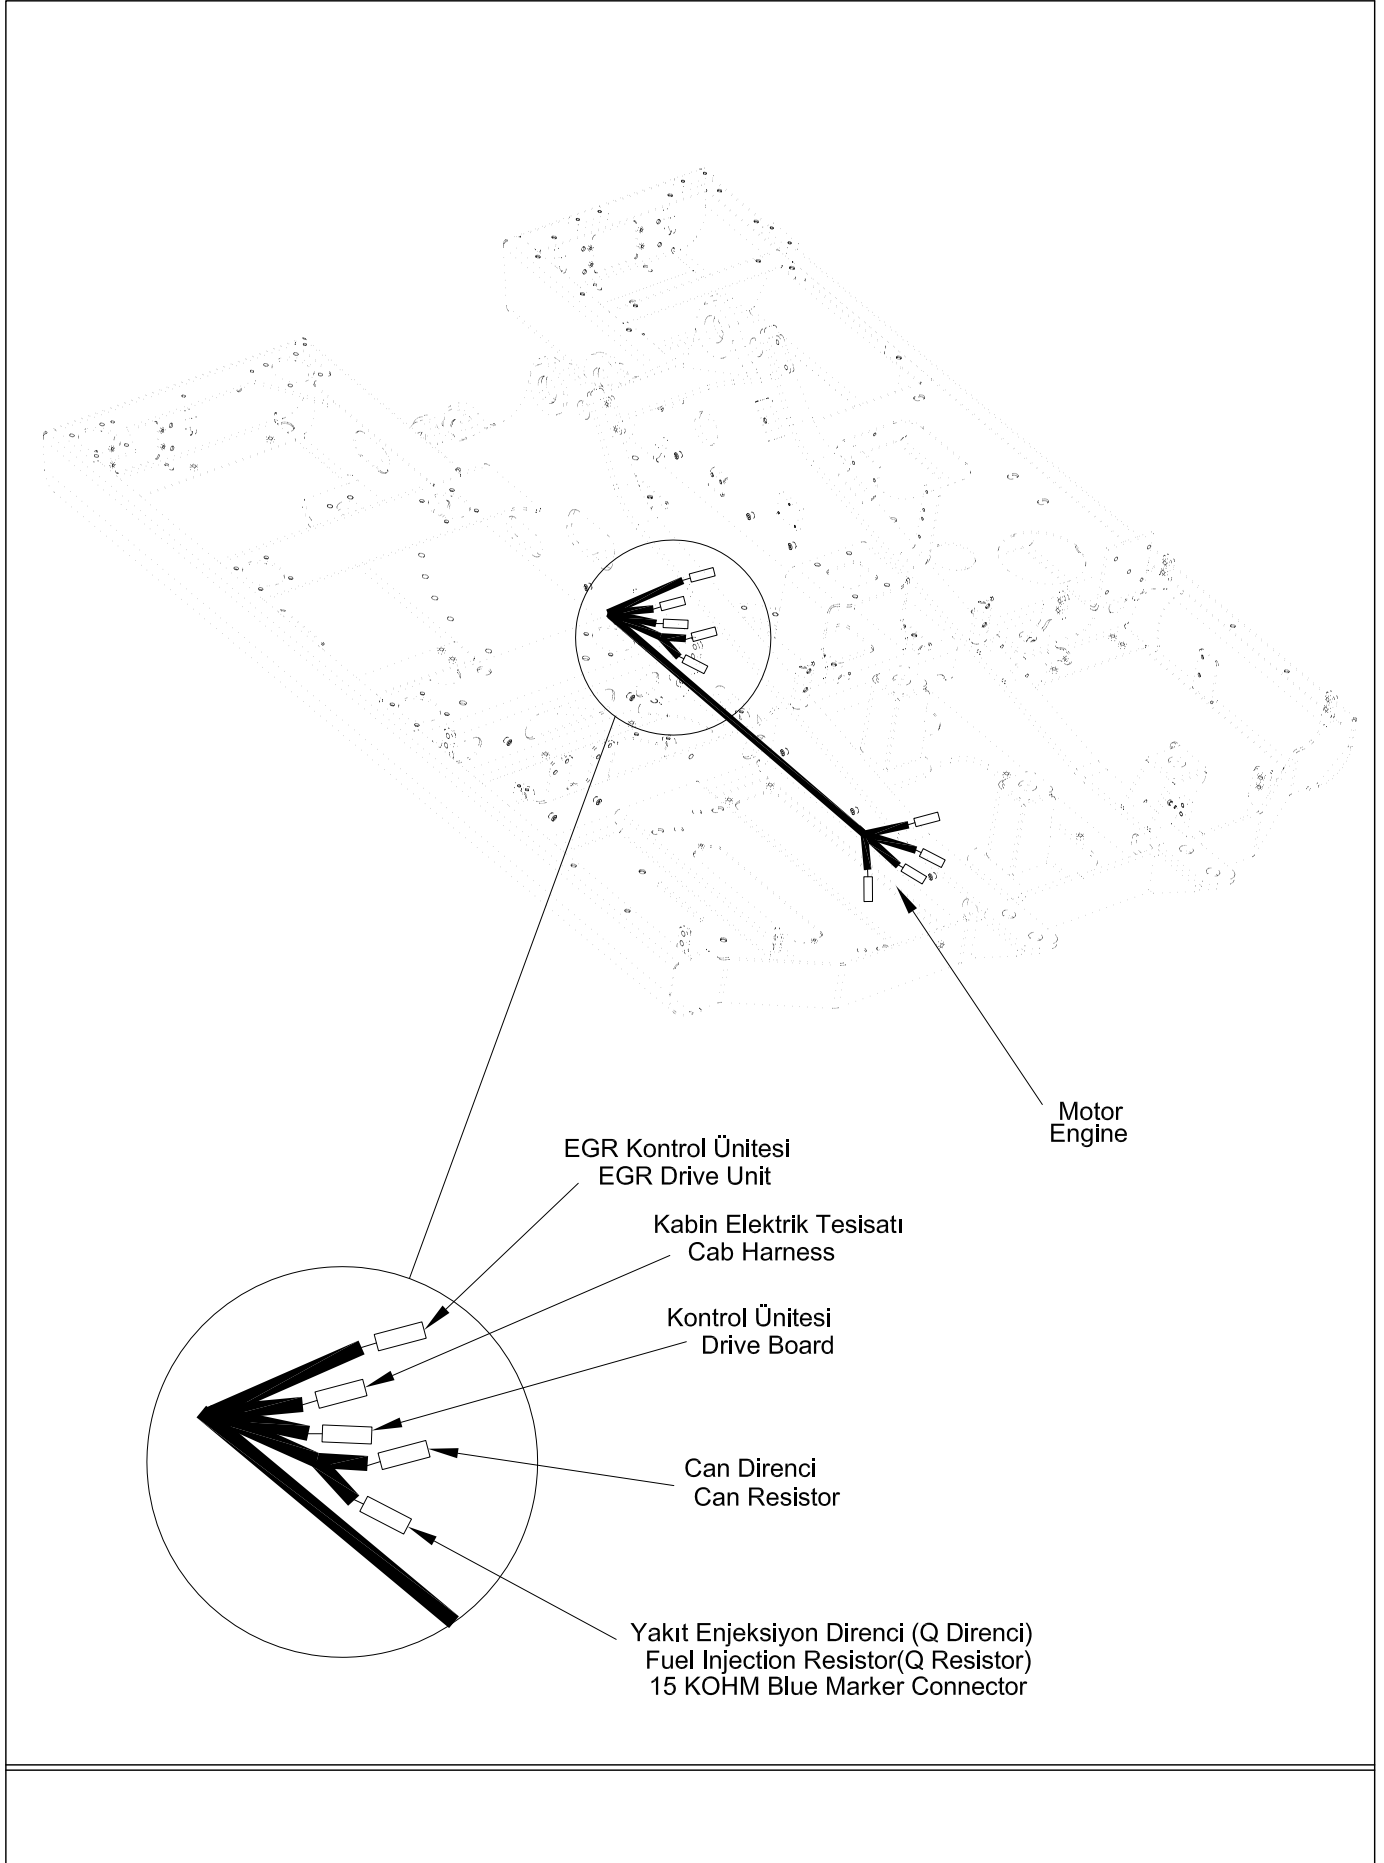 Motor
Engine
EGR Kontrol Ünitesi
EGR Drive Unit
Kabin Elektrik Tesisatı
Cab Harness
Kontrol Ünitesi
Drive Board
Can Direnci
Can Resistor
Yakıt Enjeksiyon Direnci (Q Direnci)
Fuel Injection Resistor(Q Resistor)
15 KOHM Blue Marker Connector